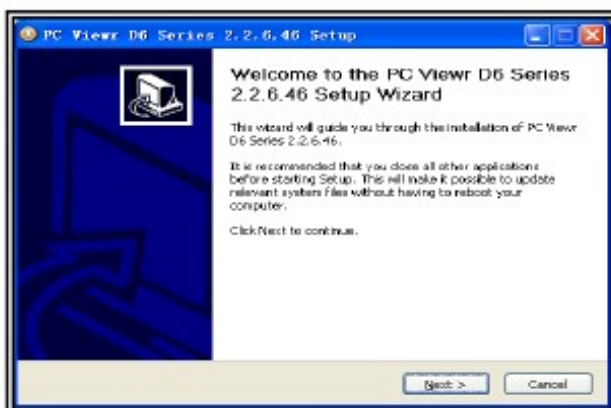 PC Viewr D6 Series 2.2.6.46 Setup
Welcome to the PC Viewr D6 Series
2.2.6.46 Setup Wizard
This wizard will guide you through the installation of PC Viewr
D6 Series 2.2.6.46.
It is recommended that you close all other applications
before starting Setup. This will make it possible to update
relevant system files without having to reboot your
computer.
Click Next to continue.
Next >
Cancel